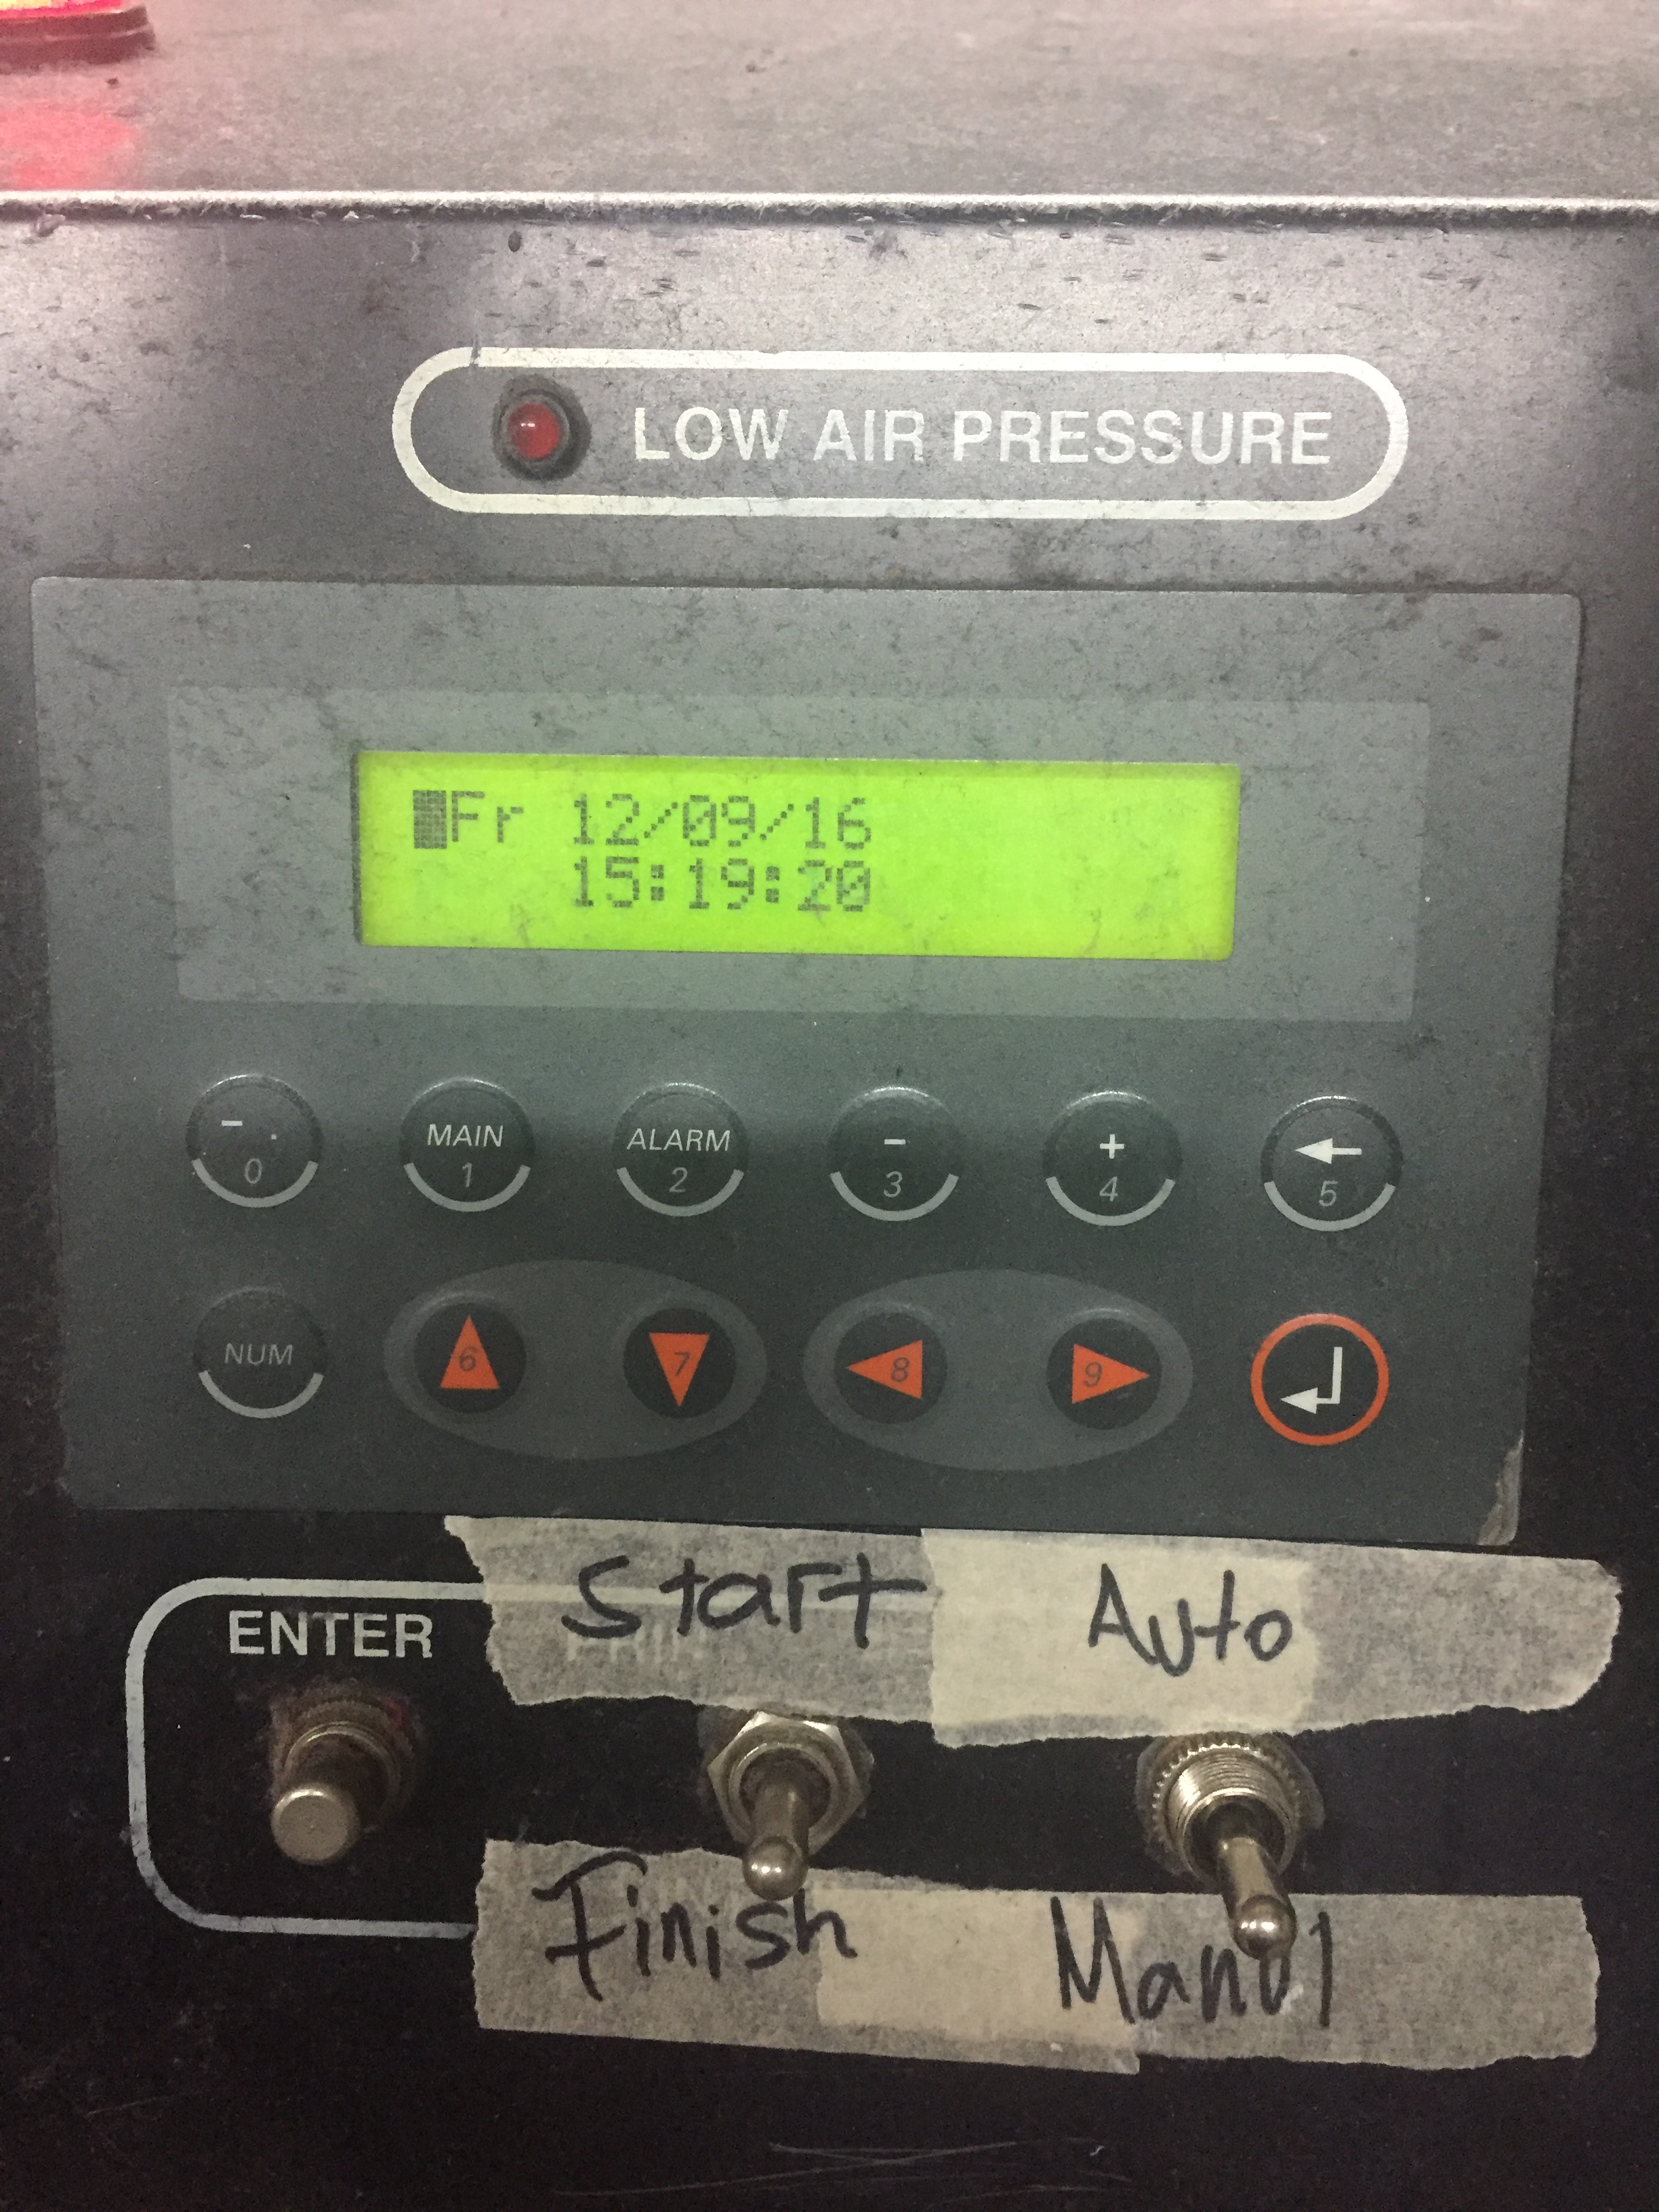 LOW AIR PRESSURE
Fr 12/09/16
15:19:20
- . MAIN ALARM - + ←
0 1 2 3 4 5
NUM 6 7 8 9
Start Auto
ENTER
Finish Manul